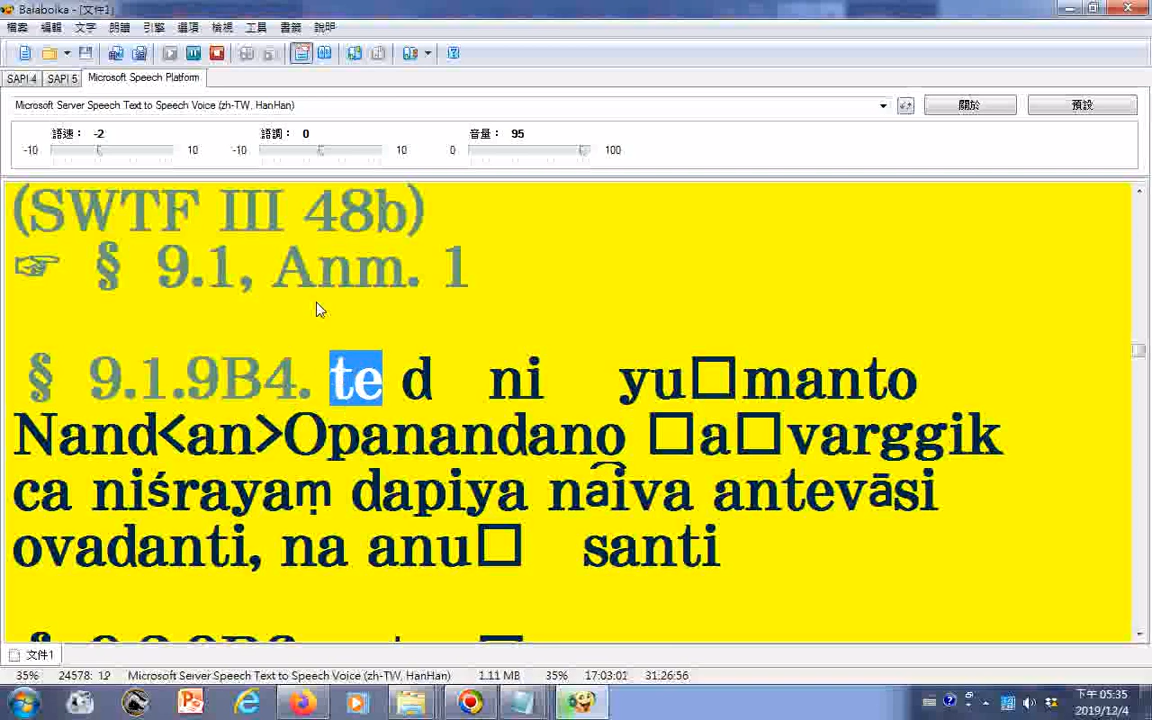 Balabolka - [文件1]
檔案 編輯 文字 朗讀 引擎 選項 檢視 工具 書籤 說明
SAPI 4 SAPI 5 Microsoft Speech Platform
Microsoft Server Speech Text to Speech Voice (zh-TW, HanHan) 關於 預設
語速： -2 語調： 0 音量： 95
-10 10 -10 10 0 100
(SWTF III 48b)
☞ § 9.1, Anm. 1
§ 9.1.9B4. te d ni yu□manto
Nand<an>Opanandano □a□varggik
ca niśrayaṃ dapiya na͡iva antevāsi
ovadanti, na anu□ santi
文件1
35% 24578: 12 Microsoft Server Speech Text to Speech Voice (zh-TW, HanHan) 1.11 MB 35% 17:03:01 31:26:56
下午 05:35
2019/12/4